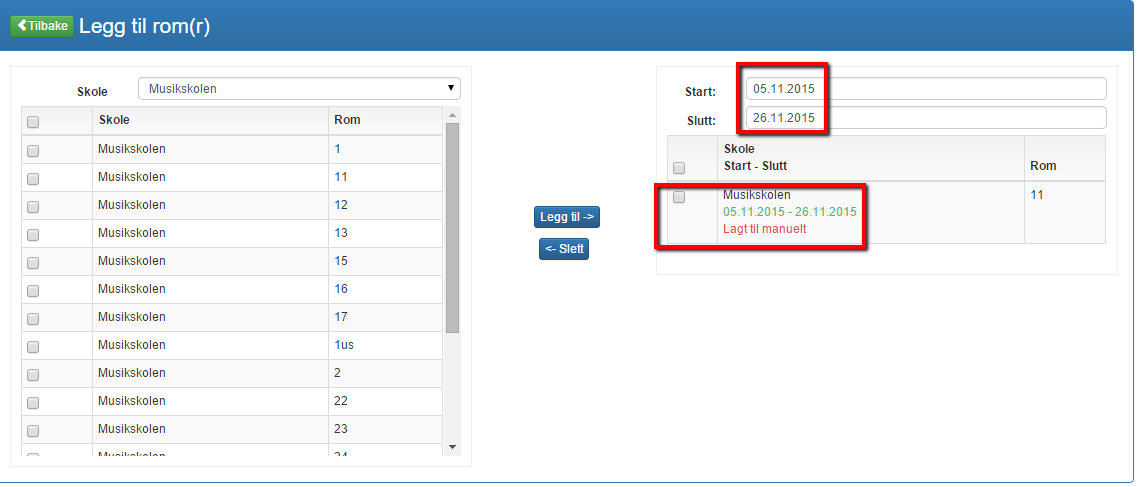 Tilbake Legg til rom(r)
Skole Musikskolen
Skole Rom
Musikskolen 1
Musikskolen 11
Musikskolen 12
Musikskolen 13
Musikskolen 15
Musikskolen 16
Musikskolen 17
Musikskolen 1us
Musikskolen 2
Musikskolen 22
Musikskolen 23
Musikskolen 24
Legg til ->
<- Slett
Start: 05.11.2015
Slutt: 26.11.2015
Skole
Start - Slutt Rom
Musikskolen 11
05.11.2015 - 26.11.2015
Lagt til manuelt